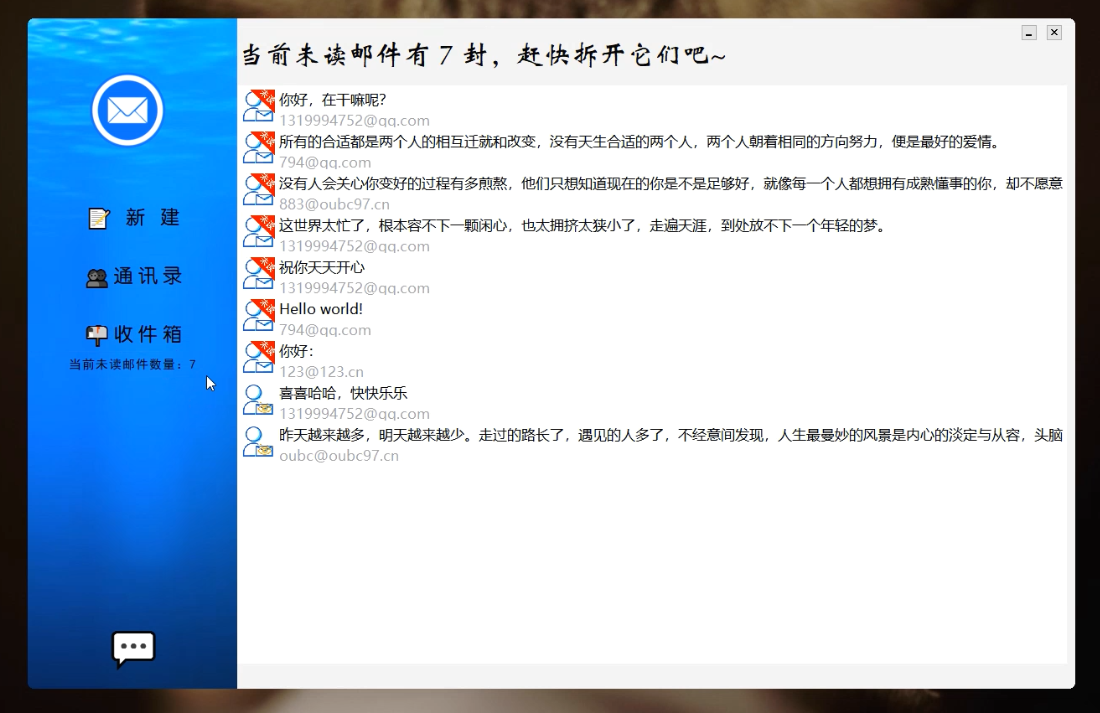 当前未读邮件有 7 封，赶快拆开它们吧~
新 建
通讯录
收件箱
当前未读邮件数量：7
你好，在干嘛呢？
1319994752@qq.com
所有的合适都是两个人的相互迁就和改变，没有天生合适的两个人，两个人朝着相同的方向努力，便是最好的爱情。
794@qq.com
没有人会关心你变好的过程有多煎熬，他们只想知道现在的你是不是足够好，就像每一个人都想拥有成熟懂事的你，却不愿意
883@oubc97.cn
这世界太忙了，根本容不下一颗闲心，也太拥挤太狭小了，走遍天涯，到处放不下一个年轻的梦。
1319994752@qq.com
祝你天天开心
1319994752@qq.com
Hello world!
794@qq.com
你好：
123@123.cn
喜喜哈哈，快快乐乐
1319994752@qq.com
昨天越来越多，明天越来越少。走过的路长了，遇见的人多了，不经意间发现，人生最曼妙的风景是内心的淡定与从容，头脑
oubc@oubc97.cn